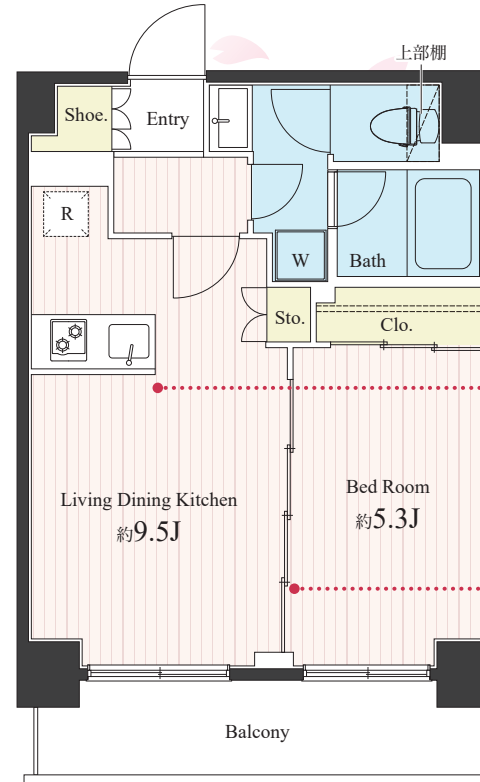 上部棚
Shoe.
Entry
R
W
Bath
Sto.
Clo.
Living Dining Kitchen
約9.5J
Bed Room
約5.3J
Balcony